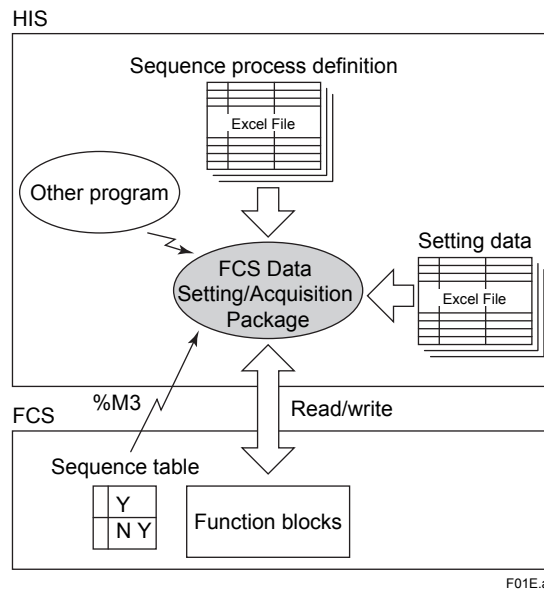 HIS
Sequence process definition
Excel File
Other program
Setting data
FCS Data
Setting/Acquisition
Package
Excel File
%M3
Read/write
FCS
Sequence table
Y
N Y
Function blocks